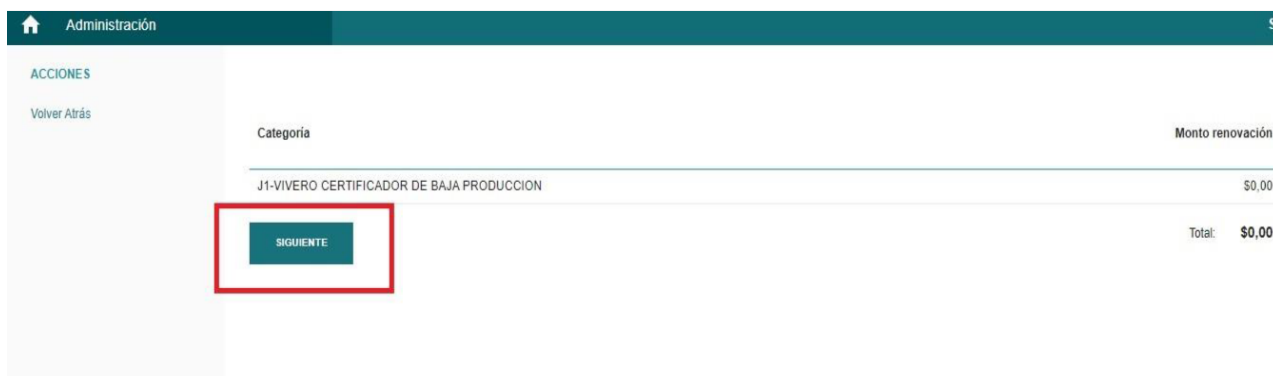 Administración
ACCIONES
Volver Atrás
Categoría Monto renovación
J1-VIVERO CERTIFICADOR DE BAJA PRODUCCION $0,00
SIGUIENTE Total: $0,00